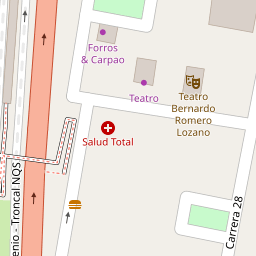 Forros
& Carpao
Teatro
Teatro
Bernardo
Romero
Lozano
Salud Total
Carrera 28
enio - Troncal NQS